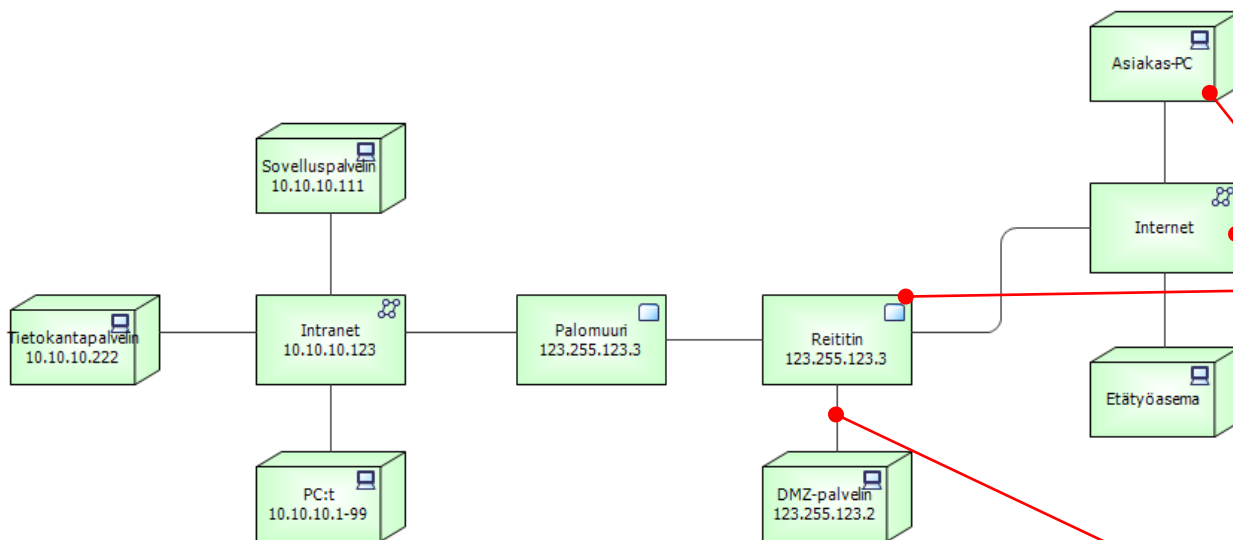 Asiakas-PC
Sovelluspalvelin
10.10.10.111
Internet
Tietokantapalvelin
10.10.10.222
Intranet
10.10.10.123
Palomuuri
123.255.123.3
Reititin
123.255.123.3
Etätyöasema
PC:t
10.10.10.1-99
DMZ-palvelin
123.255.123.2